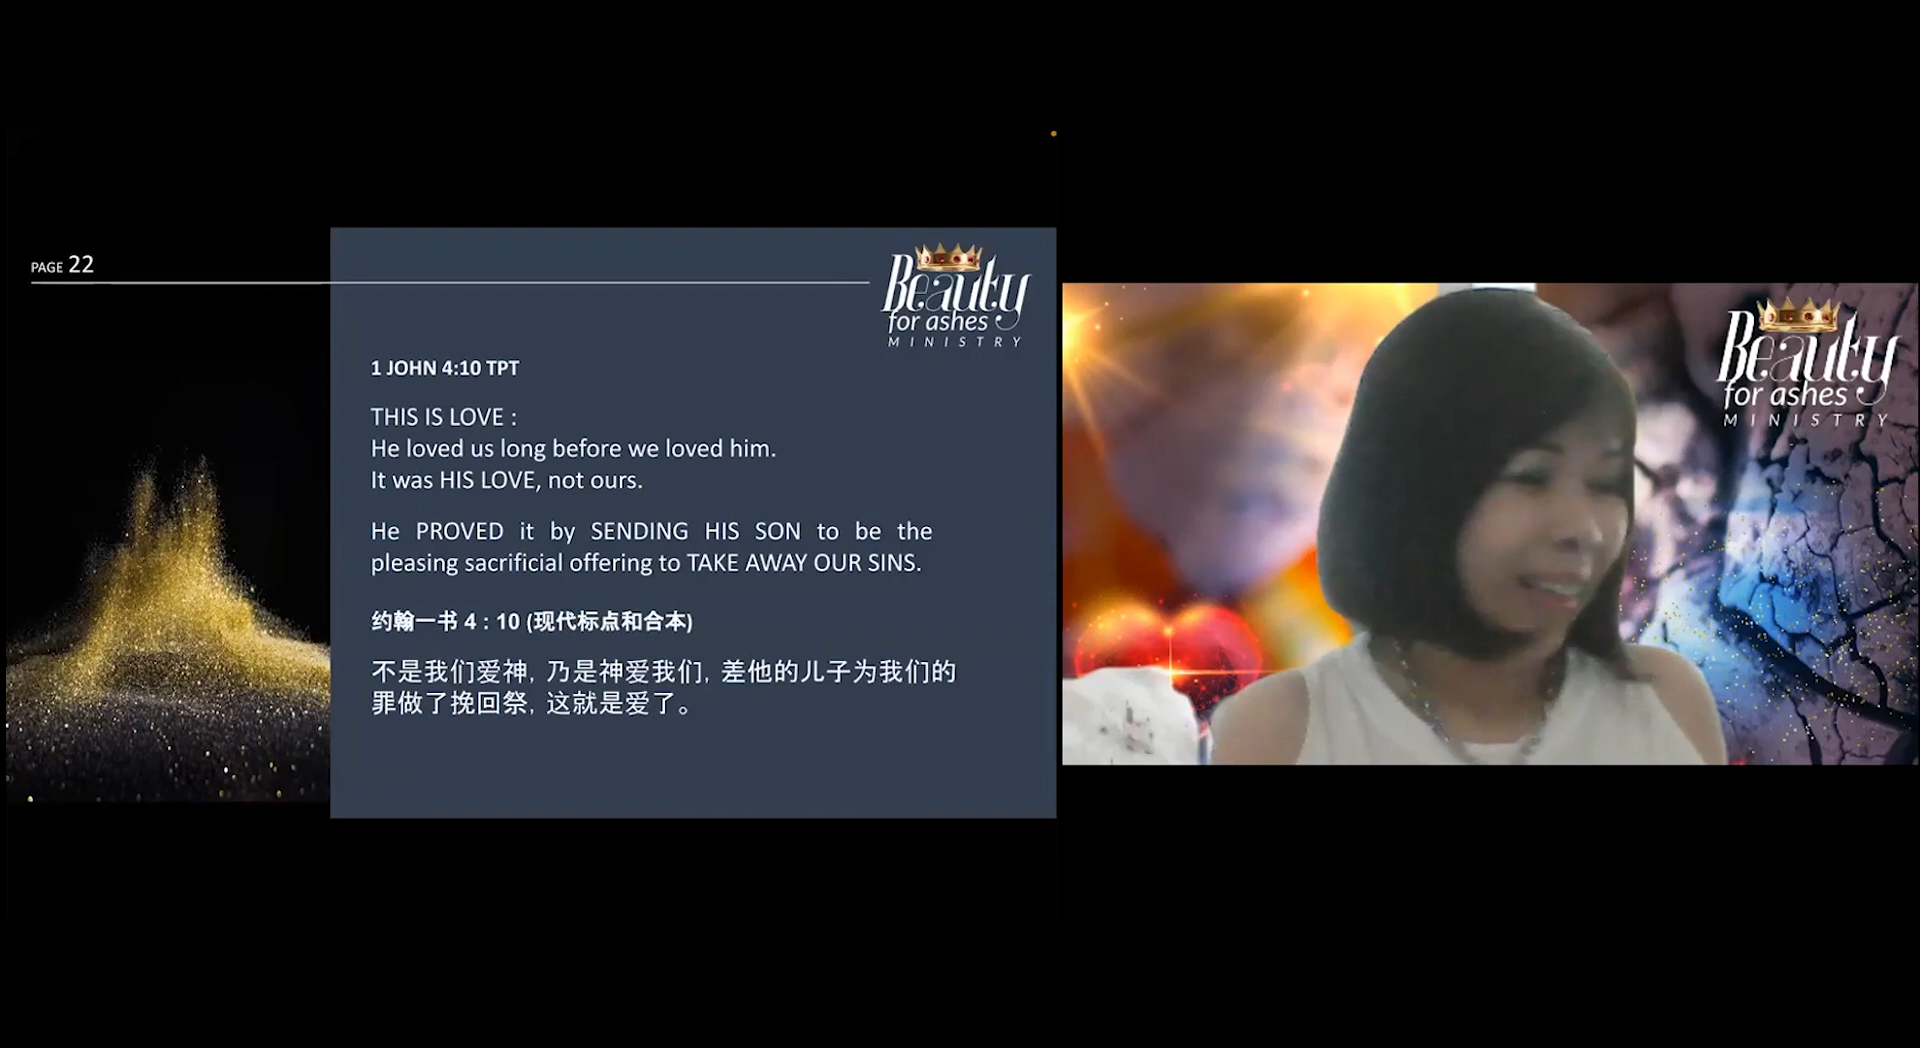 PAGE 22
Beauty
for ashes
MINISTRY
1 JOHN 4:10 TPT
THIS IS LOVE :
He loved us long before we loved him.
It was HIS LOVE, not ours.
He PROVED it by SENDING HIS SON to be the
pleasing sacrificial offering to TAKE AWAY OUR SINS.
约翰一书 4 : 10 (现代标点和合本)
不是我们爱神, 乃是神爱我们, 差他的儿子为我们的
罪做了挽回祭, 这就是爱了。
Beauty
for ashes
MINISTRY